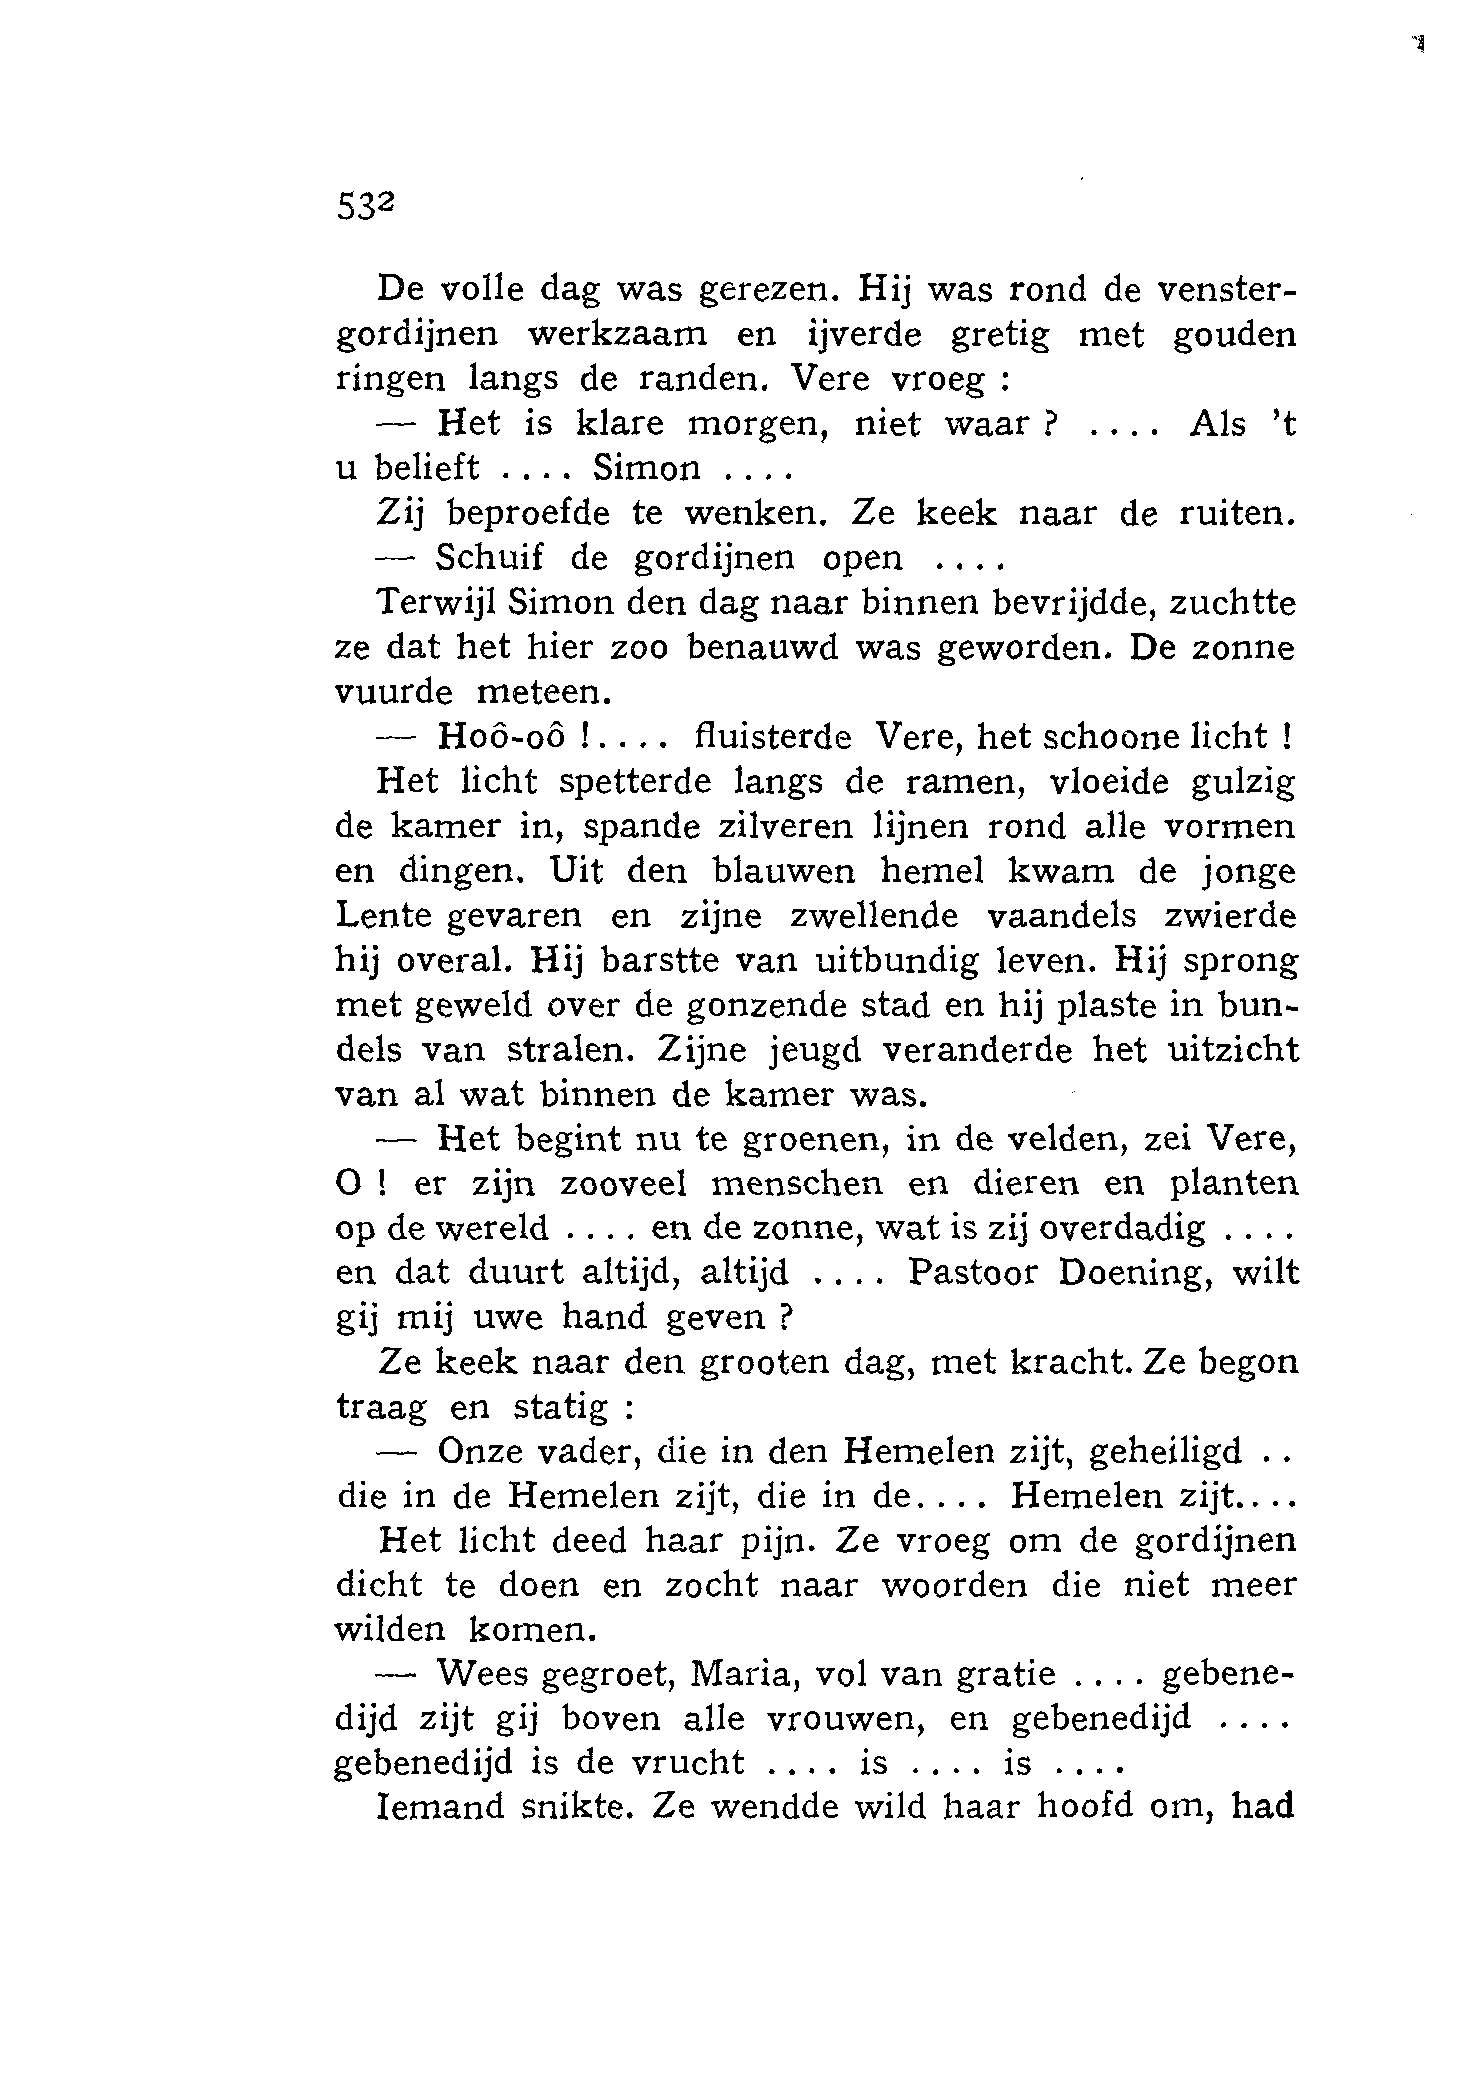 532
De volle dag was gerezen. Hij was rond de venster-
gordijnen werkzaam en ijverde gretig met gouden
ringen langs de randen. Vere vroeg :
— Het is klare morgen, niet waar ? .... Als 't
u belieft .... Simon ....
Zij beproefde te wenken. Ze keek naar de ruiten.
— Schuif de gordijnen open ....
Terwijl Simon den dag naar binnen bevrijdde, zuchtte
ze dat het hier zoo benauwd was geworden. De zonne
vuurde meteen.
— Hoô-oô !.... fluisterde Vere, het schoone licht !
Het licht spetterde langs de ramen, vloeide gulzig
de kamer in, spande zilveren lijnen rond alle vormen
en dingen. Uit den blauwen hemel kwam de jonge
Lente gevaren en zijne zwellende vaandels zwierde
hij overal. Hij barstte van uitbundig leven. Hij sprong
met geweld over de gonzende stad en hij plaste in bun-
dels van stralen. Zijne jeugd veranderde het uitzicht
van al wat binnen de kamer was.
— Het begint nu te groenen, in de velden, zei Vere,
O ! er zijn zooveel menschen en dieren en planten
op de wereld .... en de zonne, wat is zij overdadig ....
en dat duurt altijd, altijd .... Pastoor Doening, wilt
gij mij uwe hand geven ?
Ze keek naar den grooten dag, met kracht. Ze begon
traag en statig :
— Onze vader, die in den Hemelen zijt, geheiligd ..
die in de Hemelen zijt, die in de.... Hemelen zijt....
Het licht deed haar pijn. Ze vroeg om de gordijnen
dicht te doen en zocht naar woorden die niet meer
wilden komen.
— Wees gegroet, Maria, vol van gratie .... gebene-
dijd zijt gij boven alle vrouwen, en gebenedijd ....
gebenedijd is de vrucht .... is .... is ....
Iemand snikte. Ze wendde wild haar hoofd om, had